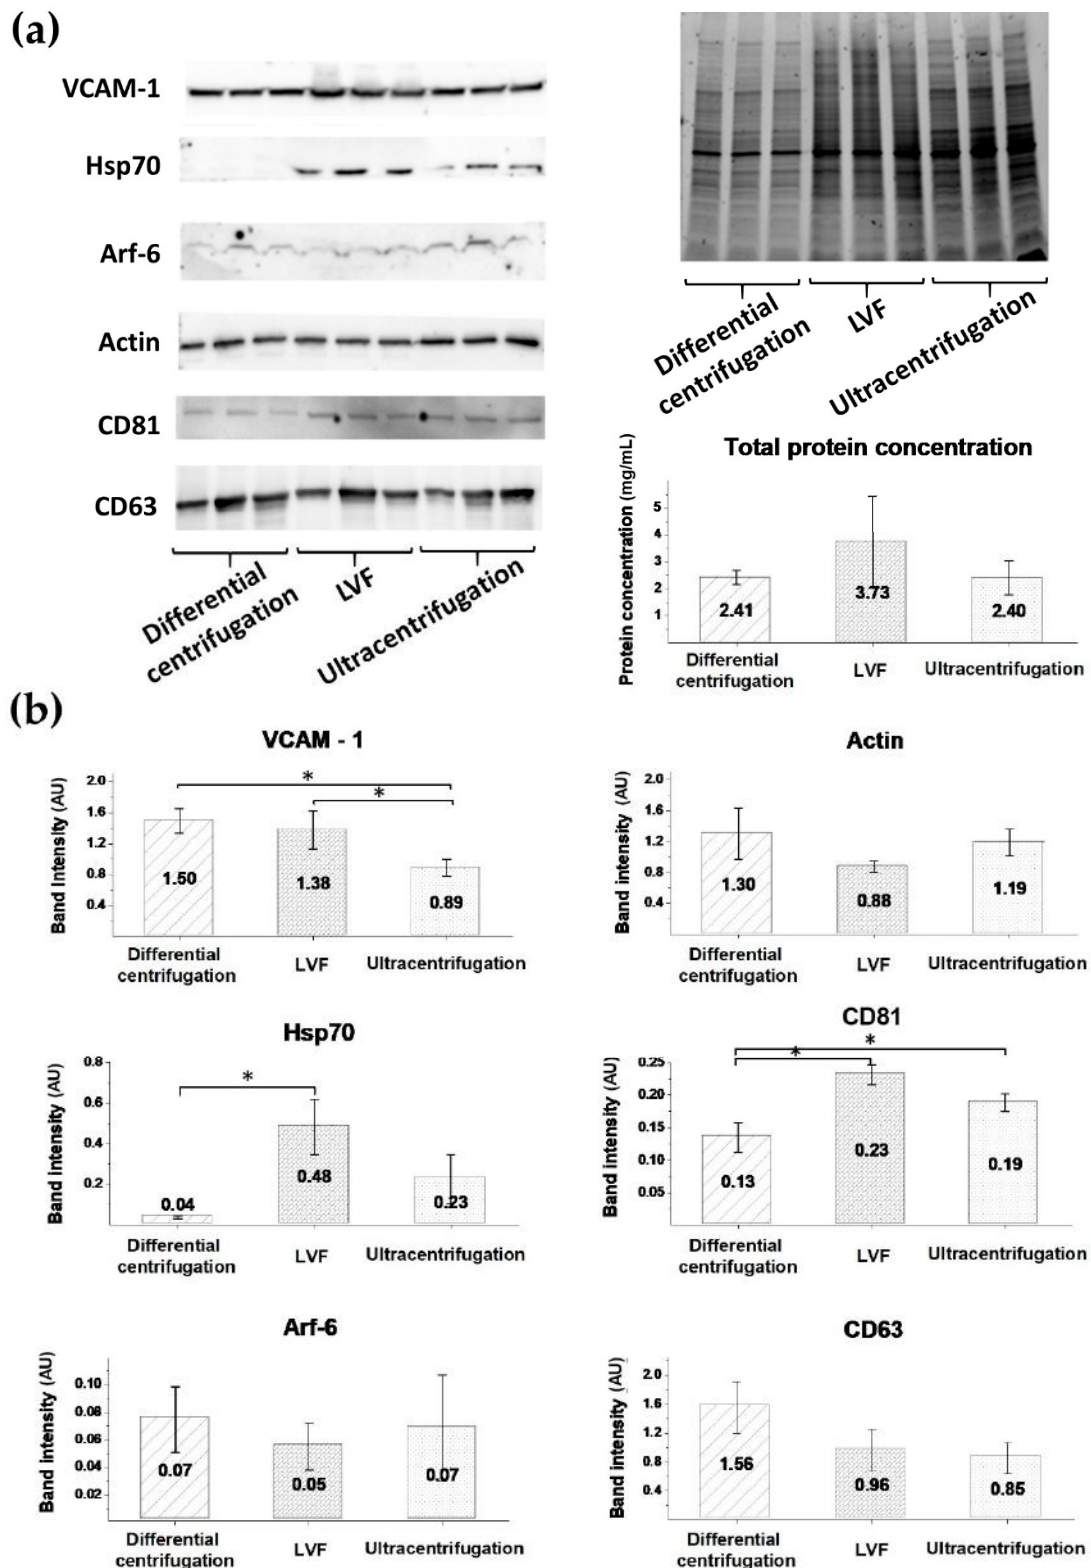 (a)
VCAM-1
Hsp70
Arf-6
Actin
CD81
CD63
Differential
centrifugation
LVF
Ultracentrifugation
Differential
centrifugation
LVF
Ultracentrifugation
Total protein concentration
Protein concentration (mg/mL)
5
4
3
2
1
2.41
3.73
2.40
Differential
centrifugation
LVF
Ultracentrifugation
(b)
VCAM - 1
Band Intensity (AU)
2.0
1.6
1.2
0.8
0.4
*
*
1.50
1.38
0.89
Differential
centrifugation
LVF
Ultracentrifugation
Actin
Band intensity (AU)
2.0
1.6
1.2
0.8
0.4
1.30
0.88
1.19
Differential
centrifugation
LVF
Ultracentrifugation
Hsp70
Band intensity (AU)
0.8
0.6
0.4
0.2
*
0.04
0.48
0.23
Differential
centrifugation
LVF
Ultracentrifugation
CD81
Band intensity (AU)
0.25
0.20
0.15
0.10
0.05
*
*
0.13
0.23
0.19
Differential
centrifugation
LVF
Ultracentrifugation
Arf-6
Band intensity (AU)
0.10
0.08
0.06
0.04
0.02
0.07
0.05
0.07
Differential
centrifugation
LVF
Ultracentrifugation
CD63
Band intensity (AU)
2.0
1.6
1.2
0.8
0.4
1.56
0.96
0.85
Differential
centrifugation
LVF
Ultracentrifugation